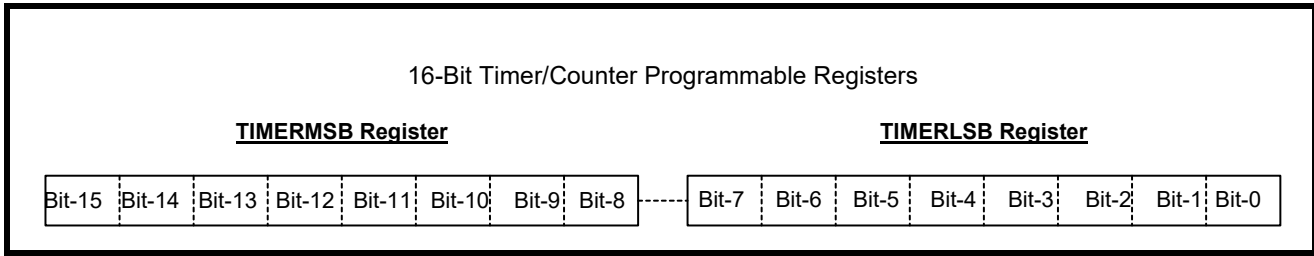 16-Bit Timer/Counter Programmable Registers
TIMERMSB Register TIMERLSB Register
Bit-15 Bit-14 Bit-13 Bit-12 Bit-11 Bit-10 Bit-9 Bit-8 Bit-7 Bit-6 Bit-5 Bit-4 Bit-3 Bit-2 Bit-1 Bit-0